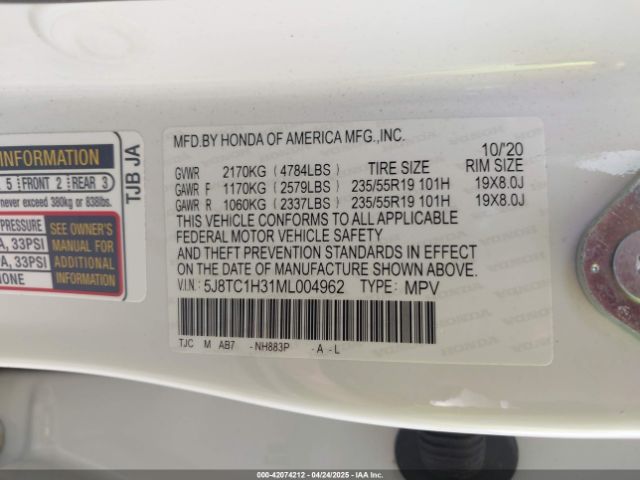 INFORMATION
5 FRONT 2 REAR 3
never exceed 380kg or 838lbs.
33PSI
33PSI
NONE
SEE OWNER'S
MANUAL FOR
ADDITIONAL
INFORMATION
TJB JA
MFD.BY HONDA OF AMERICA MFG.,INC.
10/'20
GVWR 2170KG (4784LBS) TIRE SIZE RIM SIZE
GAWR F 1170KG (2579LBS) 235/55R19 101H 19X8.0J
GAWR R 1060KG (2337LBS) 235/55R19 101H 19X8.0J
THIS VEHICLE CONFORMS TO ALL APPLICABLE
FEDERAL MOTOR VEHICLE SAFETY
AND THEFT PREVENTION STANDARDS IN EFFECT
ON THE DATE OF MANUFACTURE SHOWN ABOVE.
V.I.N: 5J8TC1H31ML004962 TYPE: MPV
TJC M AB7 -NH883P -A -L
000-42074212 - 04/24/2025 - IAAI, Inc.